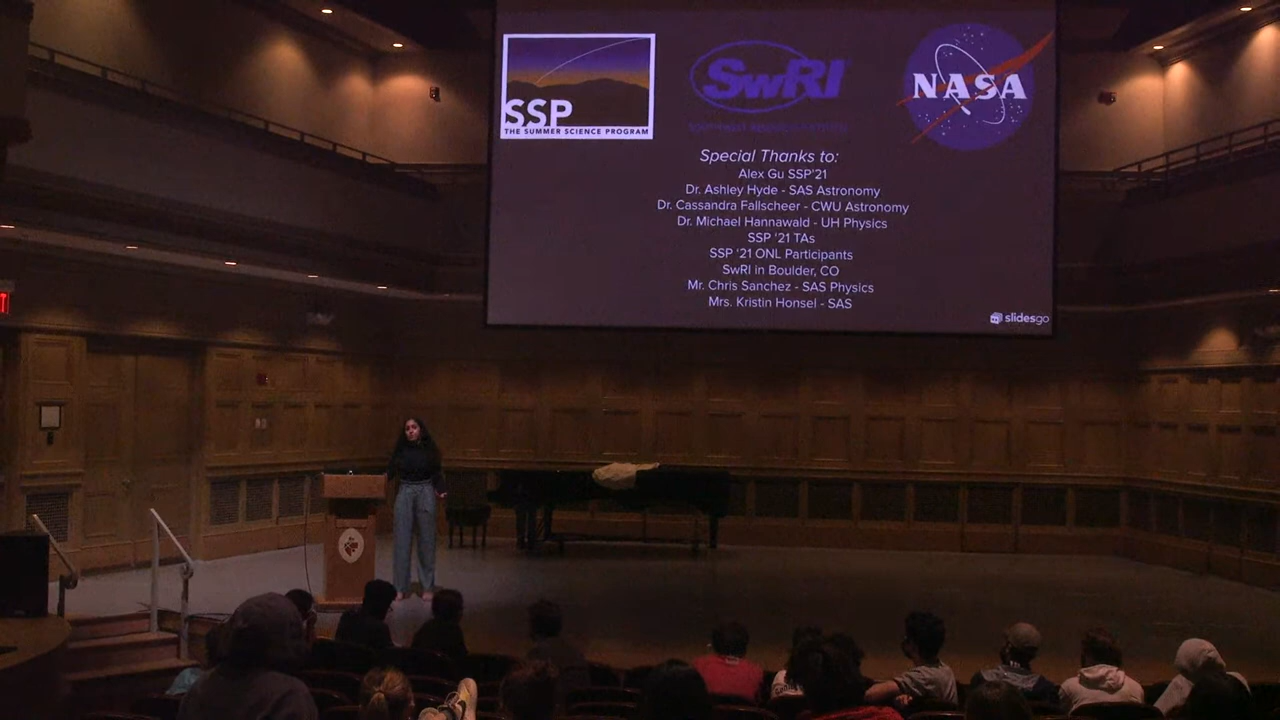 SSP
THE SUMMER SCIENCE PROGRAM
SwRI
NASA
Special Thanks to:
Alex Gu SSP'21
Dr. Ashley Hyde - SAS Astronomy
Dr. Cassandra Fallscheer - CWU Astronomy
Dr. Michael Hannawald - UH Physics
SSP '21 TAs
SSP '21 ONL Participants
SwRI in Boulder, CO
Mr. Chris Sanchez - SAS Physics
Mrs. Kristin Honsel - SAS
slidesgo